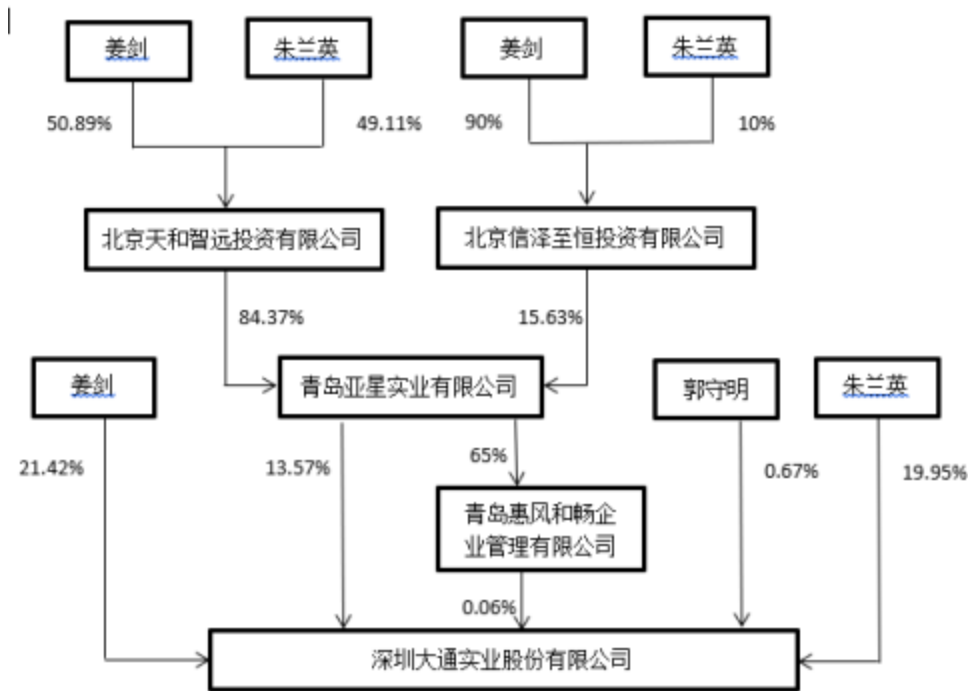 姜剑
朱兰英
姜剑
朱兰英
50.89%
49.11%
90%
10%
北京天和智远投资有限公司
北京信泽至恒投资有限公司
84.37%
15.63%
姜剑
青岛亚星实业有限公司
郭守明
朱兰英
21.42%
13.57%
65%
0.67%
19.95%
青岛惠风和畅企
业管理有限公司
0.06%
深圳大通实业股份有限公司